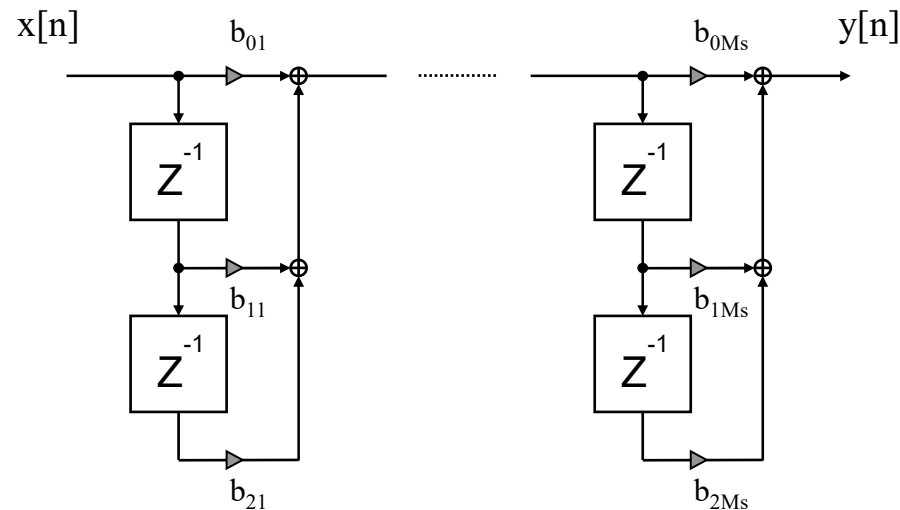 x[n]
y[n]
b₀₁
b₀Ms
Z⁻¹
Z⁻¹
b₁₁
b₁Ms
Z⁻¹
Z⁻¹
b₂₁
b₂Ms